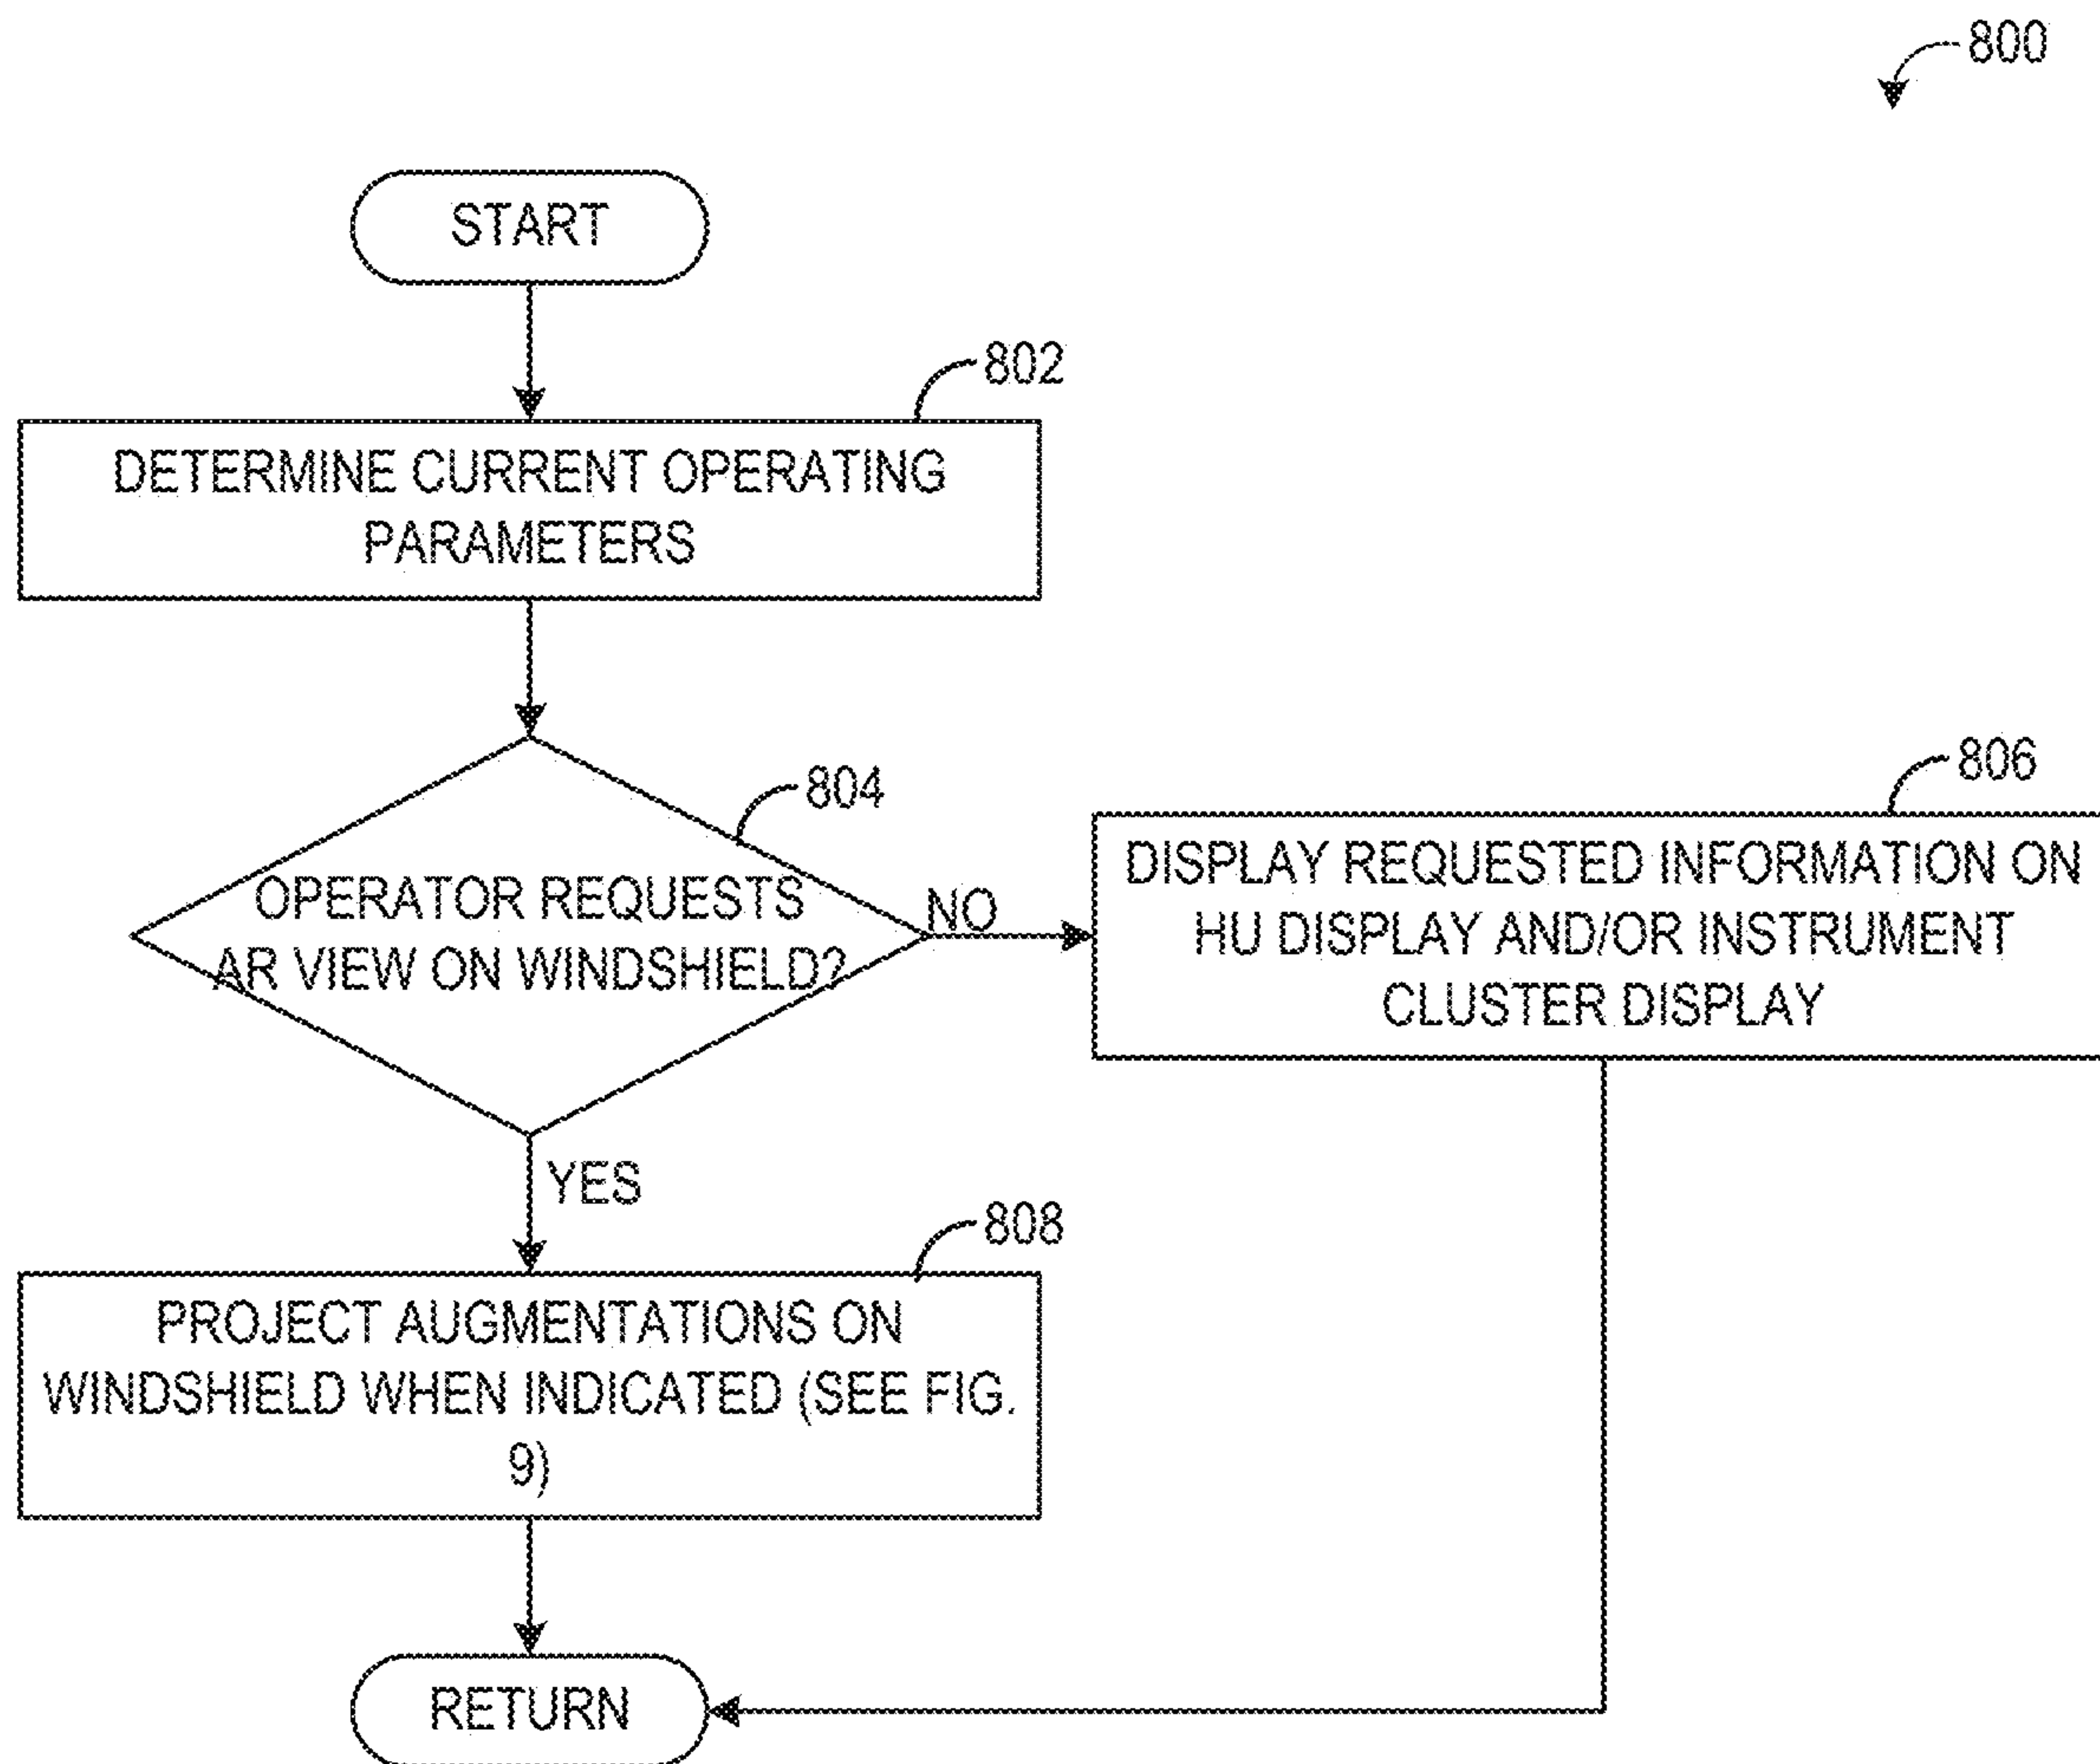 800
START
802
DETERMINE CURRENT OPERATING
PARAMETERS
804
OPERATOR REQUESTS
AR VIEW ON WINDSHIELD?
NO
806
DISPLAY REQUESTED INFORMATION ON
HU DISPLAY AND/OR INSTRUMENT
CLUSTER DISPLAY
YES
808
PROJECT AUGMENTATIONS ON
WINDSHIELD WHEN INDICATED (SEE FIG.
9)
RETURN